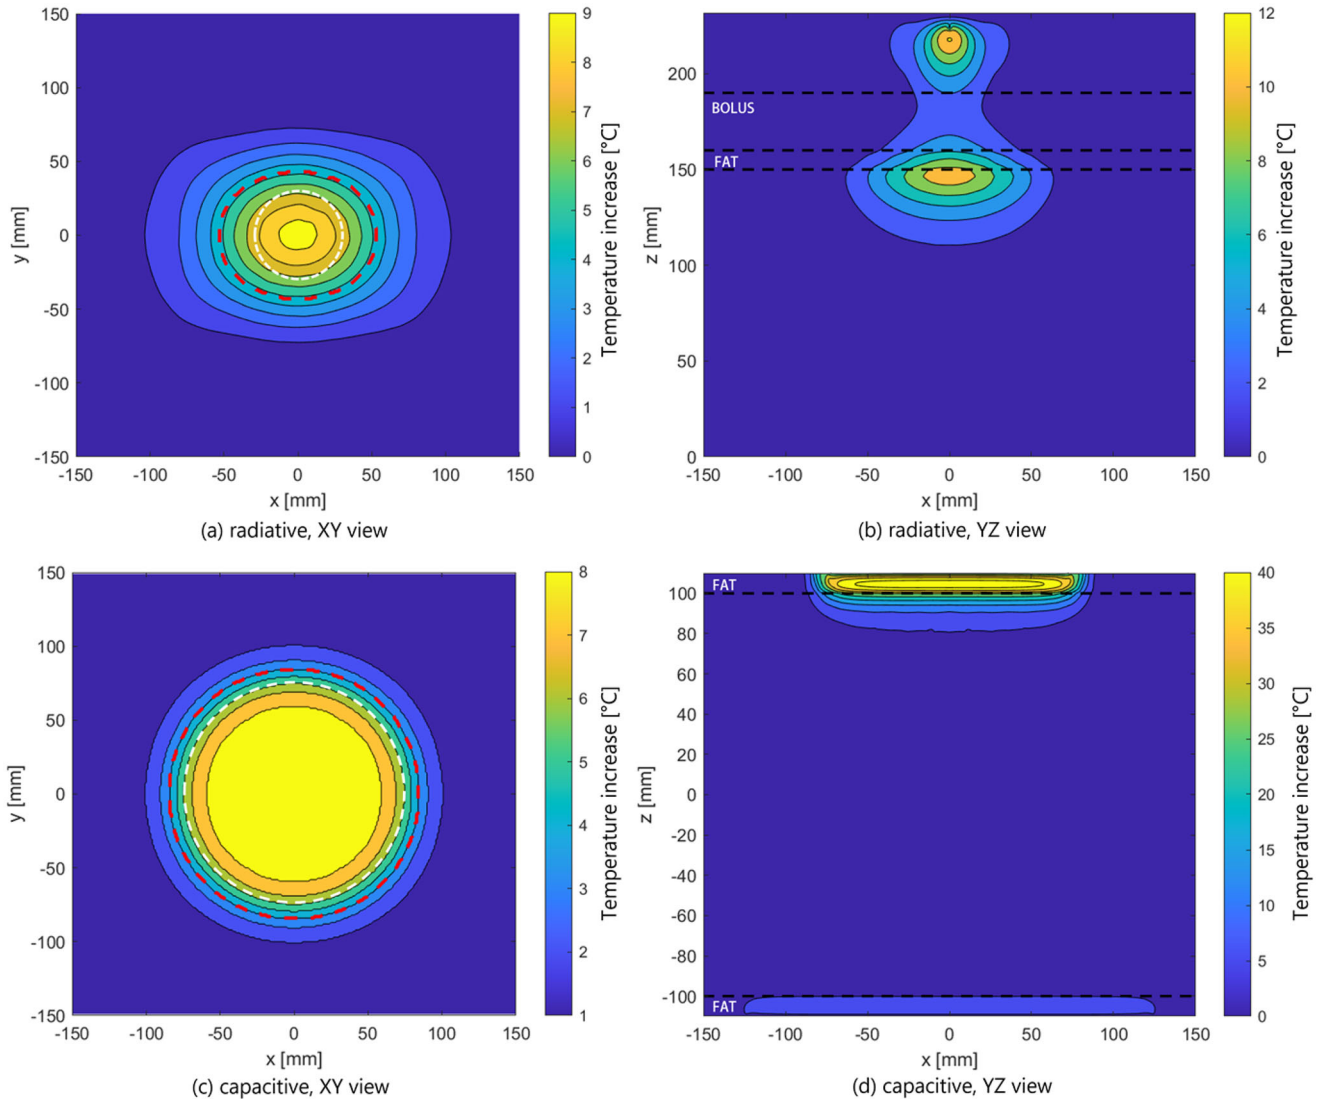 150
100
50
0
-50
-100
-150
y [mm]
-150 -100 -50 0 50 100 150
x [mm]
9
8
7
6
5
4
3
2
1
0
Temperature increase [°C]
(a) radiative, XY view
200
150
100
50
0
z [mm]
BOLUS
FAT
-150 -100 -50 0 50 100 150
x [mm]
12
10
8
6
4
2
0
Temperature increase [°C]
(b) radiative, YZ view
150
100
50
0
-50
-100
-150
y [mm]
-150 -100 -50 0 50 100 150
x [mm]
8
7
6
5
4
3
2
1
Temperature increase [°C]
(c) capacitive, XY view
100
80
60
40
20
0
-20
-40
-60
-80
-100
z [mm]
FAT
FAT
-150 -100 -50 0 50 100 150
x [mm]
40
35
30
25
20
15
10
5
0
Temperature increase [°C]
(d) capacitive, YZ view